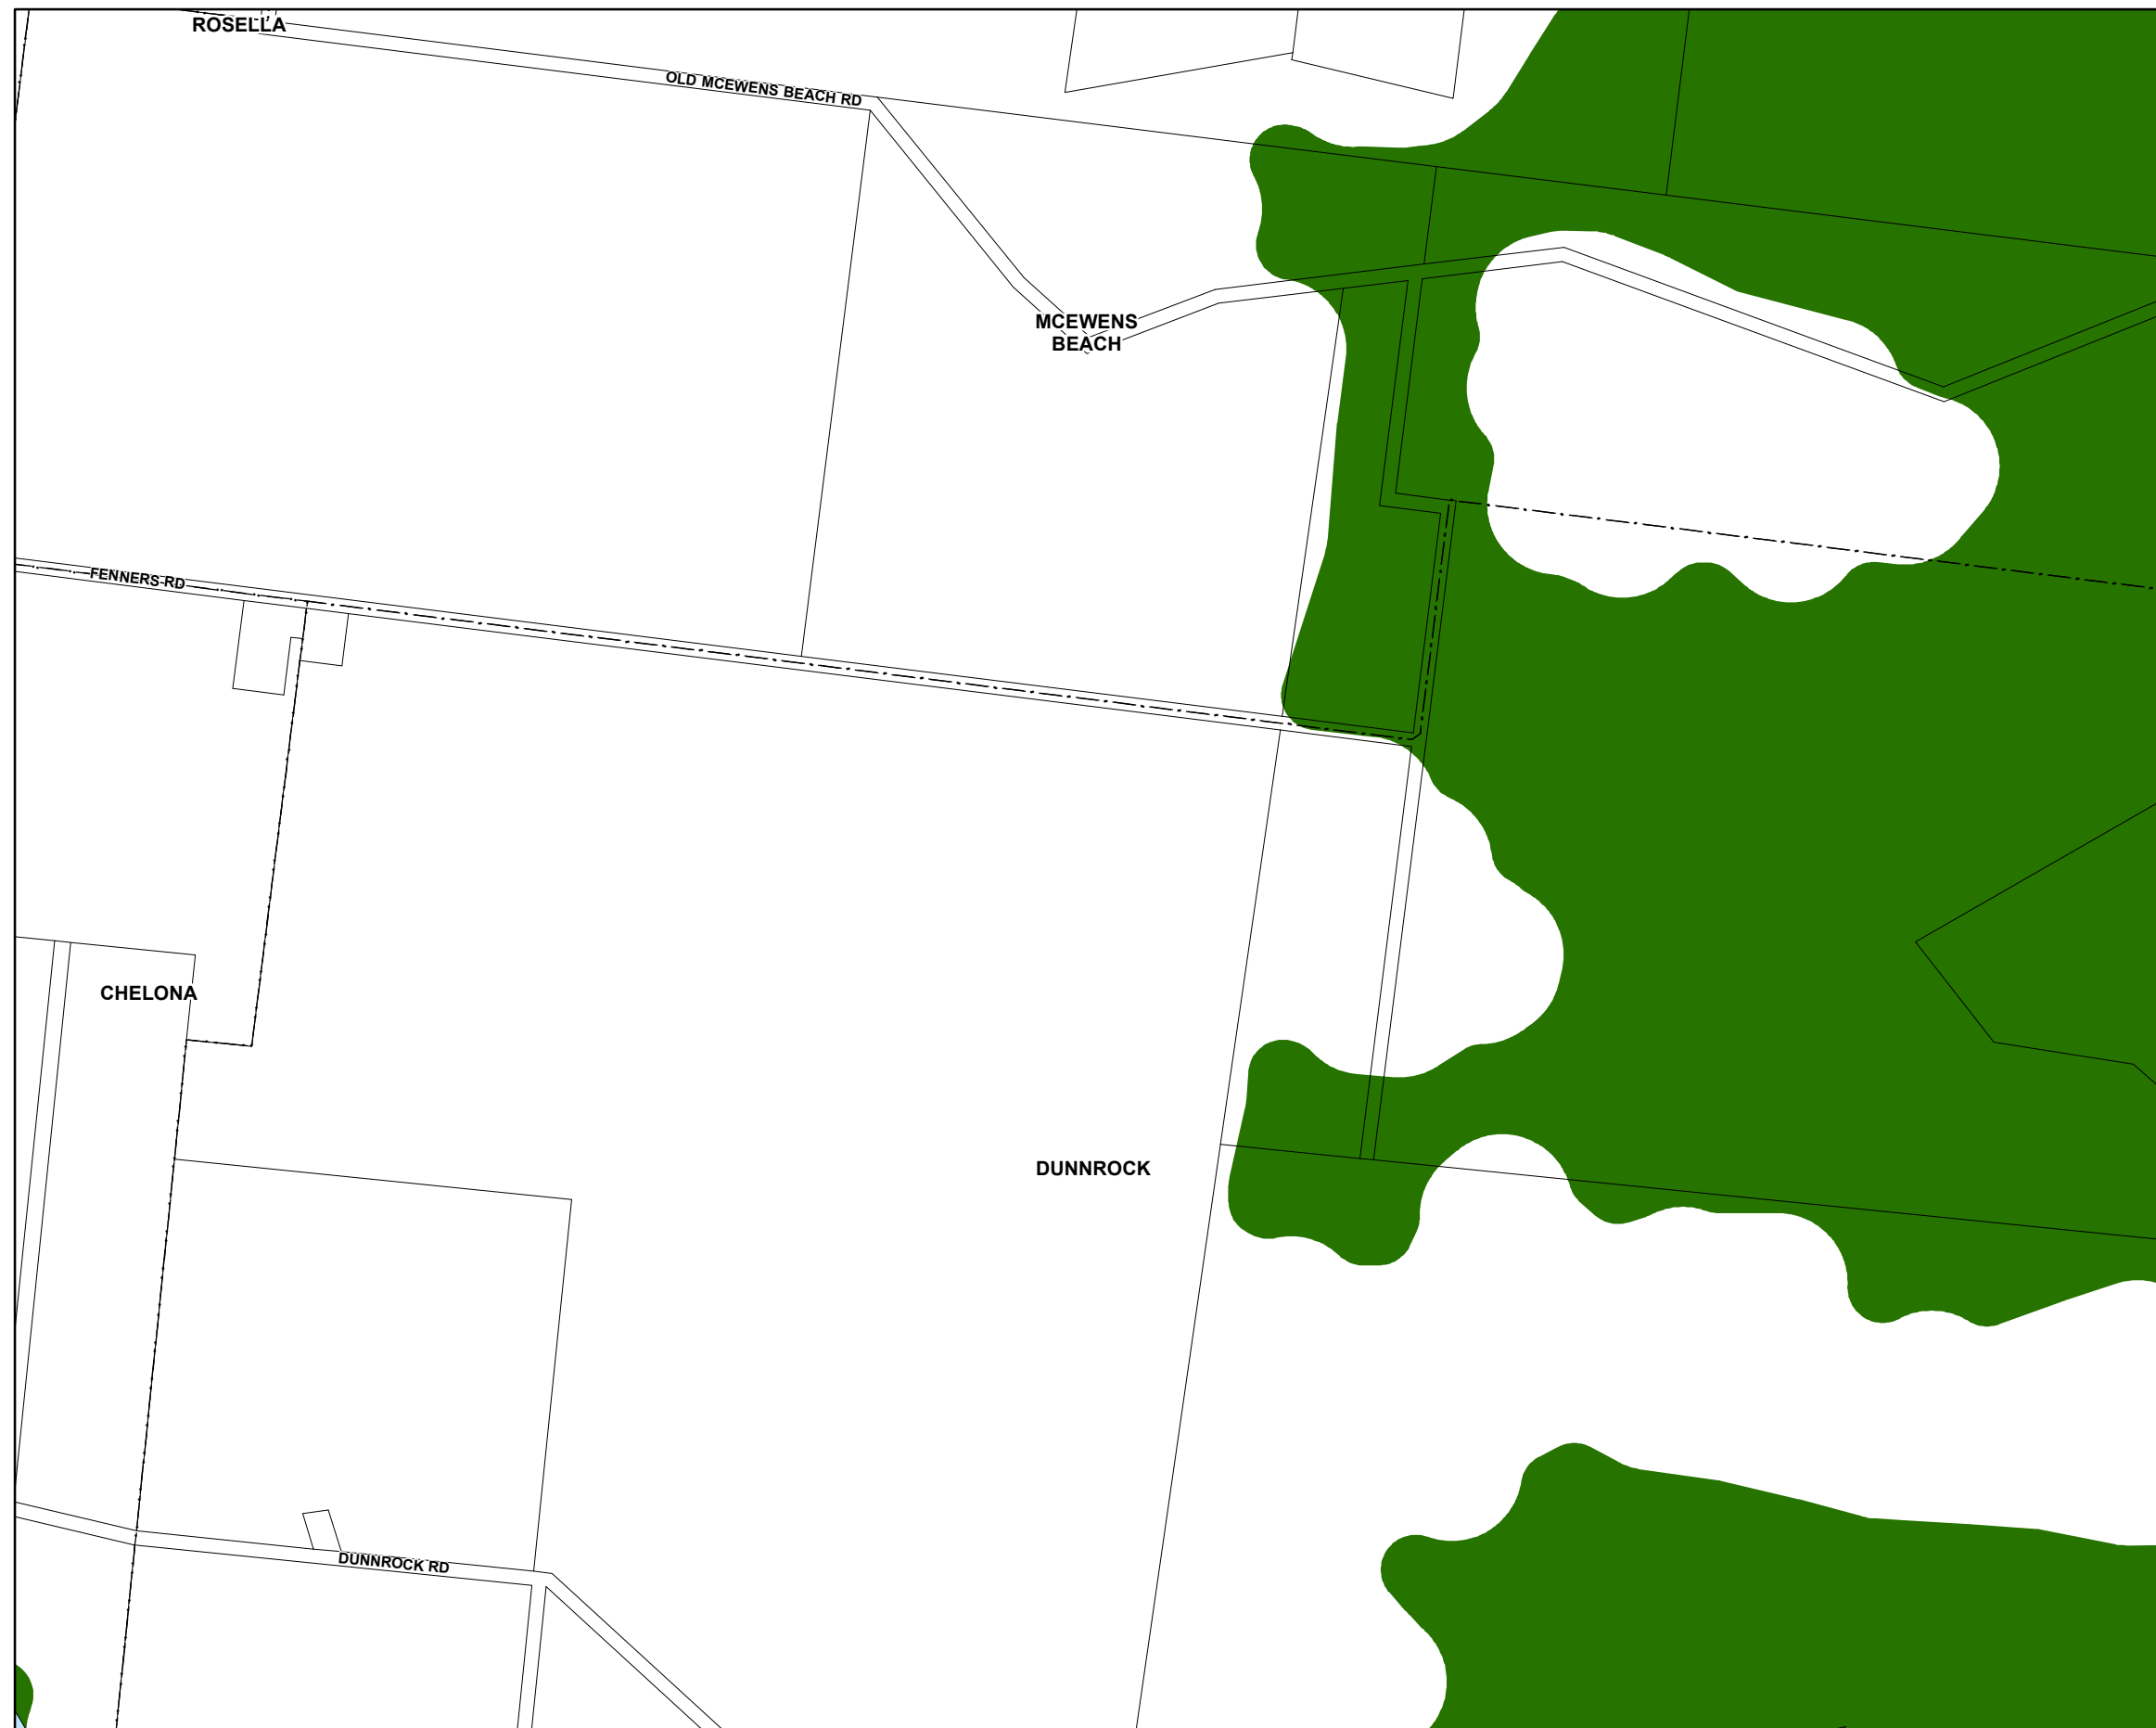 ROSELLA
OLD MCEWENS BEACH RD
MCEWENS
BEACH
FENNERS RD
CHELONA
DUNNROCK
DUNNROCK RD